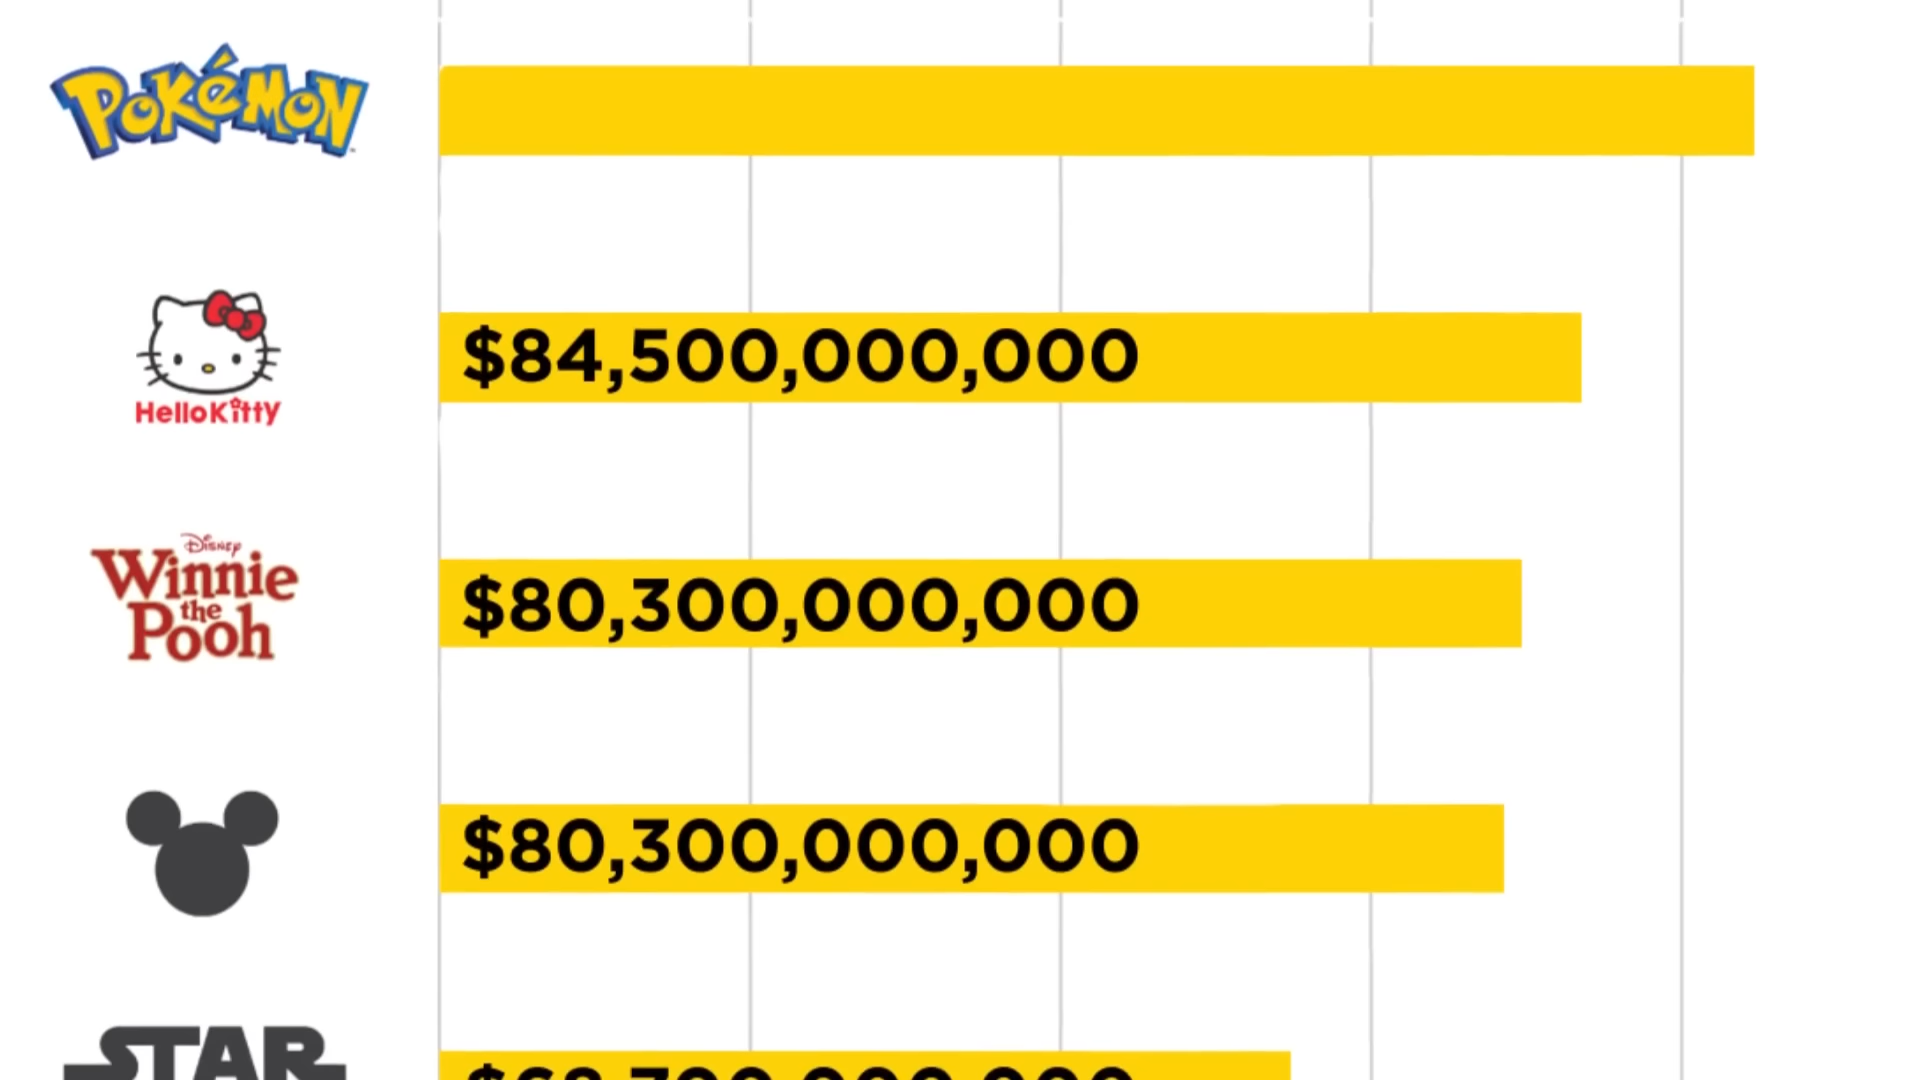 POKéMON
$84,500,000,000
HelloKitty
Disney
Winnie
the
Pooh
$80,300,000,000
$80,300,000,000
STAR